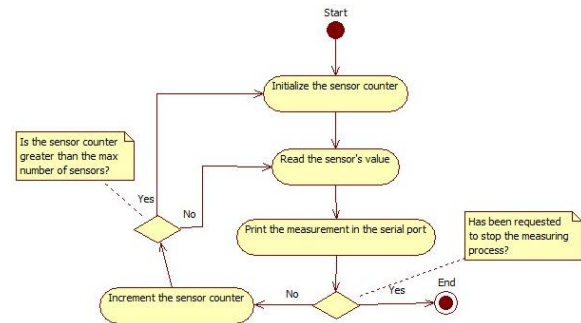 Start
Initialize the sensor counter
Is the sensor counter
greater than the max
number of sensors?
Read the sensor's value
Yes
No
Print the measurement in the serial port
Has been requested
to stop the measuring
process?
End
No
Yes
Increment the sensor counter